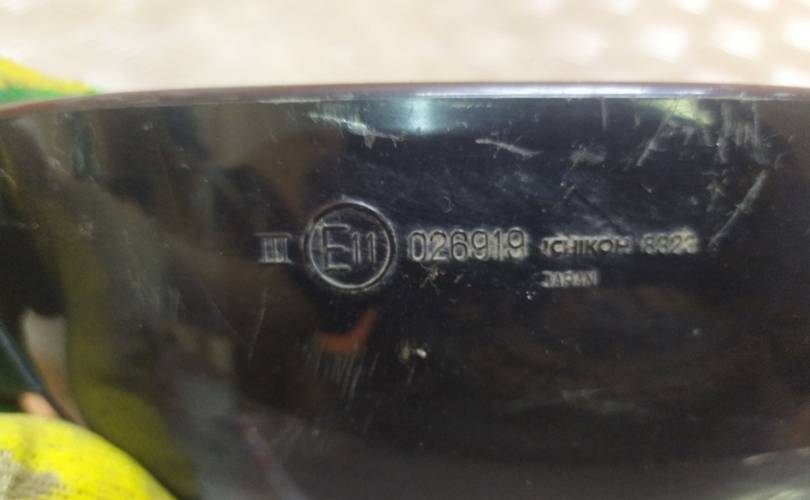 III E11 026919 ICHIKOH 8323
JAPAN